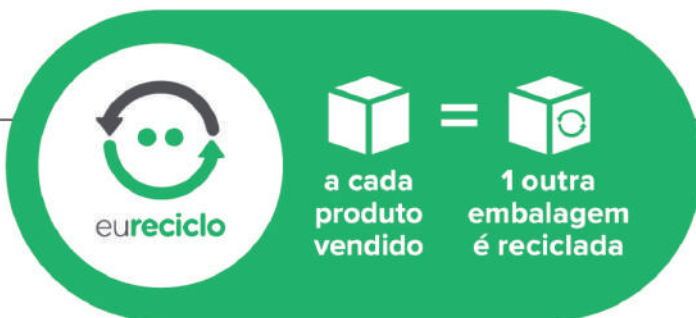 eureciclo
a cada
produto
vendido
=
1 outra
embalagem
é reciclada